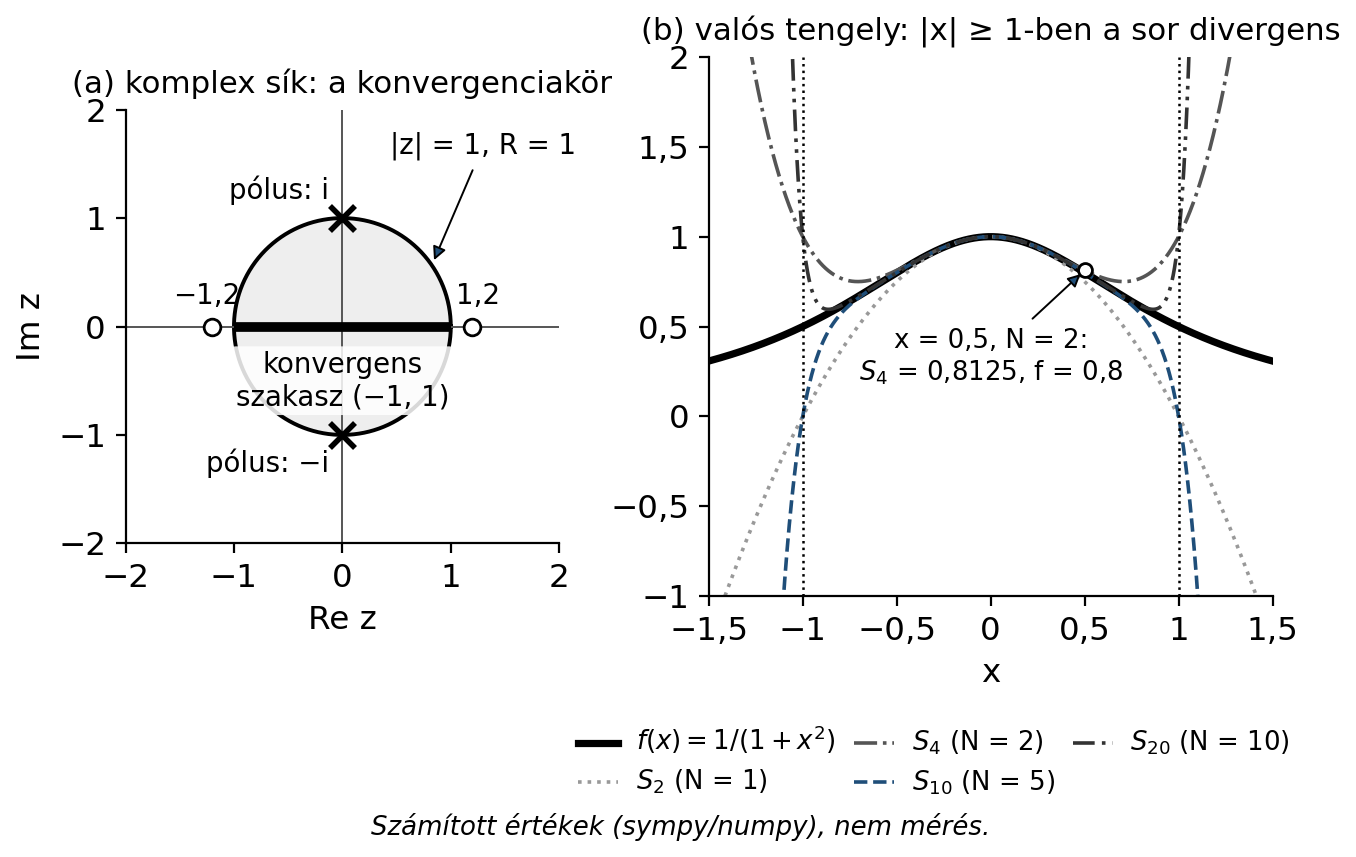 (a) komplex sík: a konvergenciakör
2
1
0
−1
−2
Im z
−2
−1
0
1
2
Re z
|z| = 1, R = 1
pólus: i
−1,2
1,2
konvergens
szakasz (−1, 1)
pólus: −i
(b) valós tengely: |x| ≥ 1-ben a sor divergens
2
1,5
1
0,5
0
−0,5
−1
−1,5
−1
−0,5
0
0,5
1
1,5
x
x = 0,5, N = 2:
S₄ = 0,8125, f = 0,8
f(x) = 1/(1 + x²)
S₂ (N = 1)
S₄ (N = 2)
S₁₀ (N = 5)
S₂₀ (N = 10)
Számított értékek (sympy/numpy), nem mérés.